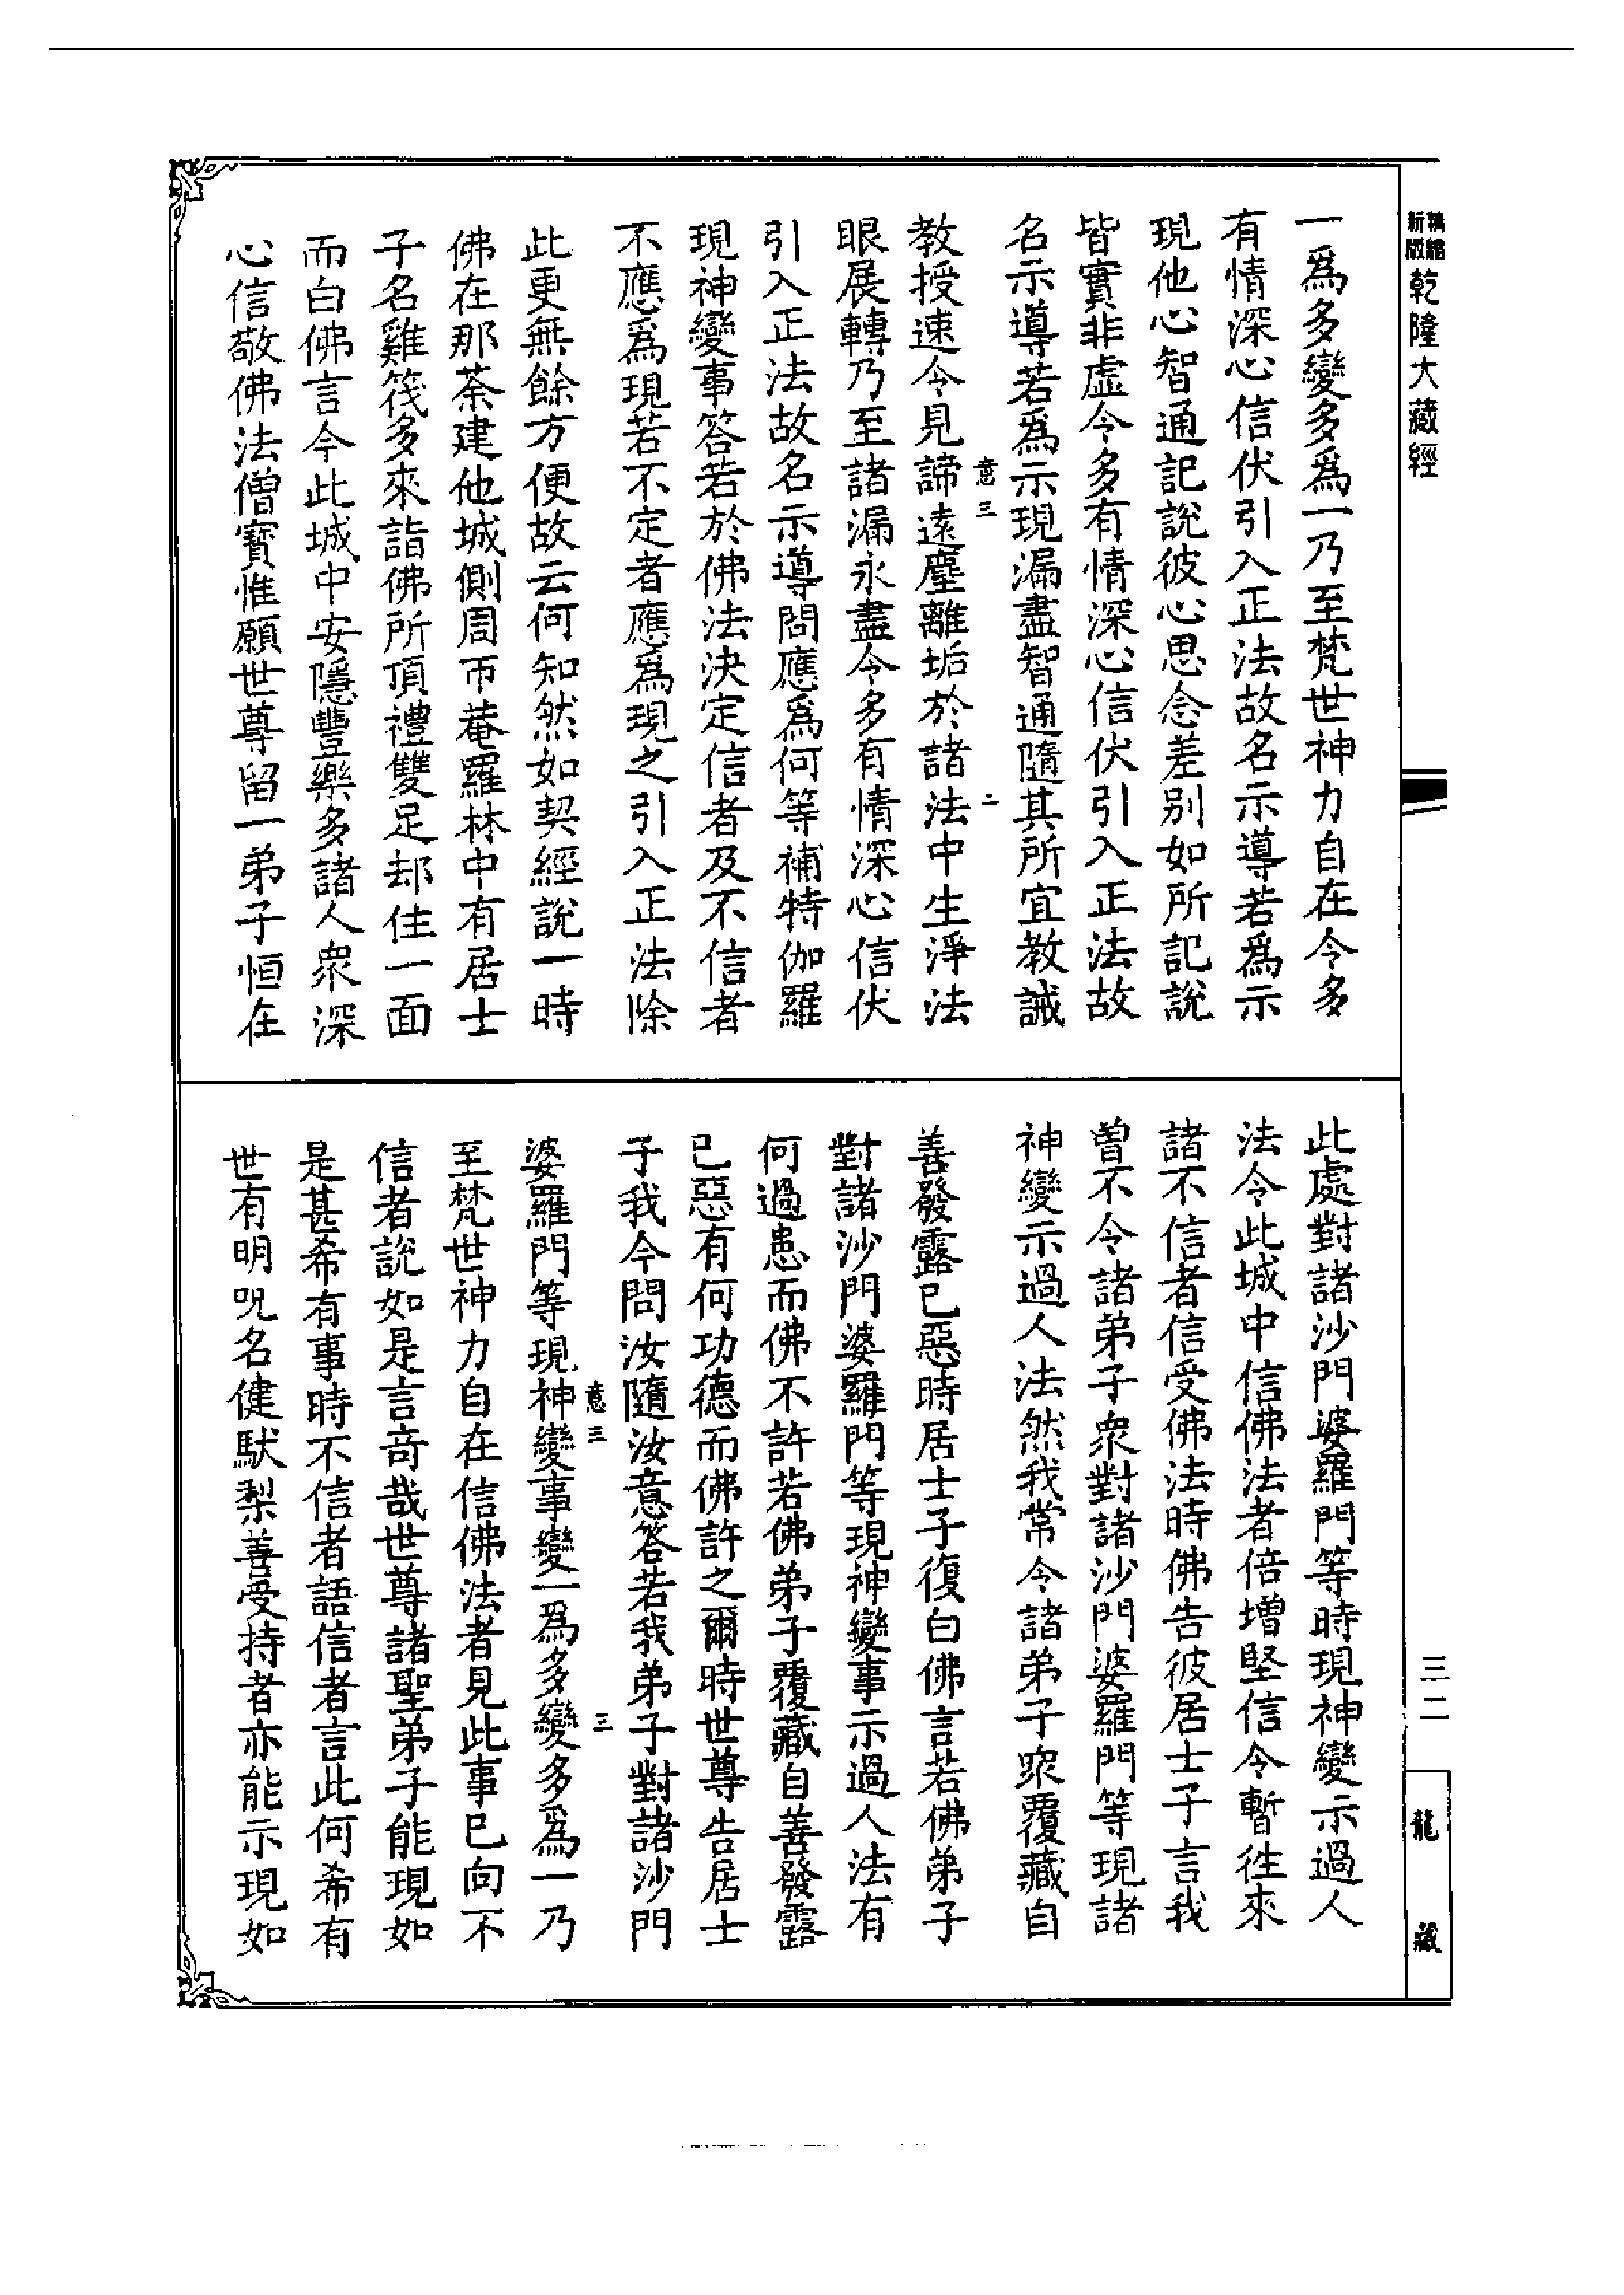 新版
精縮
乾隆大藏經
一爲多變多爲一乃至梵世神力自在令多
有情深心信伏引入正法故名示導若爲示
現他心智通記說彼心思念差別如所記說
皆實非虛令多有情深心信伏引入正法故
名示導若爲示現漏盡智通隨其所宜教誡
意三
二
教授速令見諦遠塵離垢於諸法中生淨法
眼展轉乃至諸漏永盡令多有情深心信伏
引入正法故名示導問應爲何等補特伽羅
現神變事答若於佛法決定信者及不信者
不應爲現若不定者應爲現之引入正法除
此更無餘方便故云何知然如契經說一時
佛在那荼建他城側周帀菴羅林中有居士
子名雞筏多來詣佛所頂禮雙足却住一面
而白佛言今此城中安隱豐樂多諸人衆深
心信敬佛法僧寳惟願世尊留一弟子恒在
此處對諸沙門婆羅門等時現神變示過人
法令此城中信佛法者倍增堅信令暫往來
諸不信者信受佛法時佛告彼居士子言我
曽不令諸弟子衆對諸沙門婆羅門等現諸
神變示過人法然我常令諸弟子衆覆藏自
善發露已惡時居士子復白佛言若佛弟子
對諸沙門婆羅門等現神變事示過人法有
何過患而佛不許若佛弟子覆藏自善發露
已惡有何功德而佛許之爾時世尊告居士
子我今問汝隨汝意答若我弟子對諸沙門
意三
三
婆羅門等現神變事變一爲多變多爲一乃
至梵世神力自在信佛法者見此事已向不
信者說如是言奇哉世尊諸聖弟子能現如
是甚希有事時不信者語信者言此何希有
世有明呪名健馱梨善受持者亦能示現如
三二
龍藏